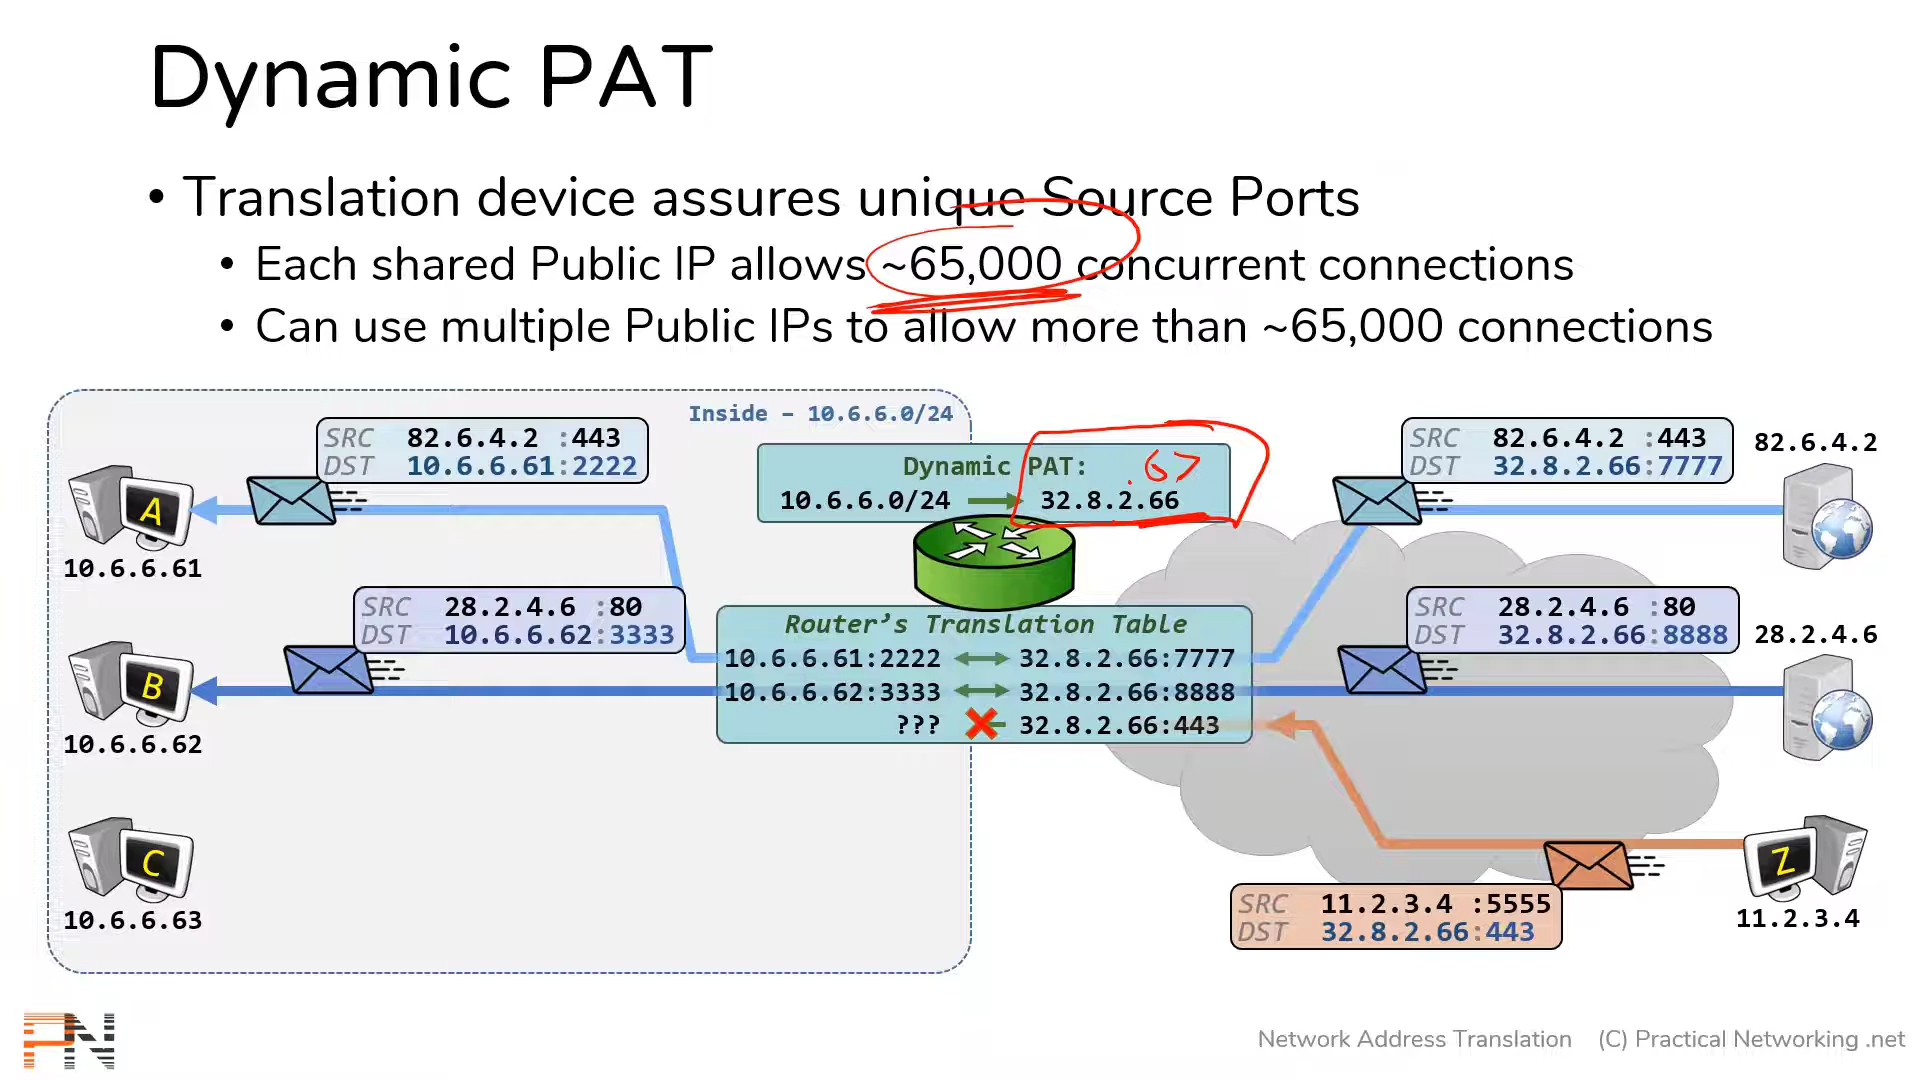 Dynamic PAT
• Translation device assures unique Source Ports
• Each shared Public IP allows ~65,000 concurrent connections
• Can use multiple Public IPs to allow more than ~65,000 connections
Inside – 10.6.6.0/24
SRC 82.6.4.2 :443
DST 10.6.6.61:2222
A
10.6.6.61
SRC 28.2.4.6 :80
DST 10.6.6.62:3333
B
10.6.6.62
C
10.6.6.63
Dynamic PAT:
.67
10.6.6.0/24 32.8.2.66
Router’s Translation Table
10.6.6.61:2222 32.8.2.66:7777
10.6.6.62:3333 32.8.2.66:8888
??? 32.8.2.66:443
SRC 82.6.4.2 :443
DST 32.8.2.66:7777
82.6.4.2
SRC 28.2.4.6 :80
DST 32.8.2.66:8888
28.2.4.6
SRC 11.2.3.4 :5555
DST 32.8.2.66:443
Z
11.2.3.4
PN
Network Address Translation (C) Practical Networking .net